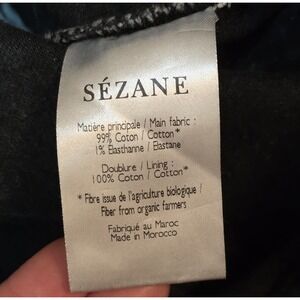 SÉZANE
Matière principale / Main fabric :
99% Coton / Cotton*
1% Elasthanne / Elastane
Doublure / Lining :
100% Coton / Cotton*
* Fibre issue de l'agriculture biologique /
Fiber from organic farmers
Fabriqué au Maroc
Made in Morocco